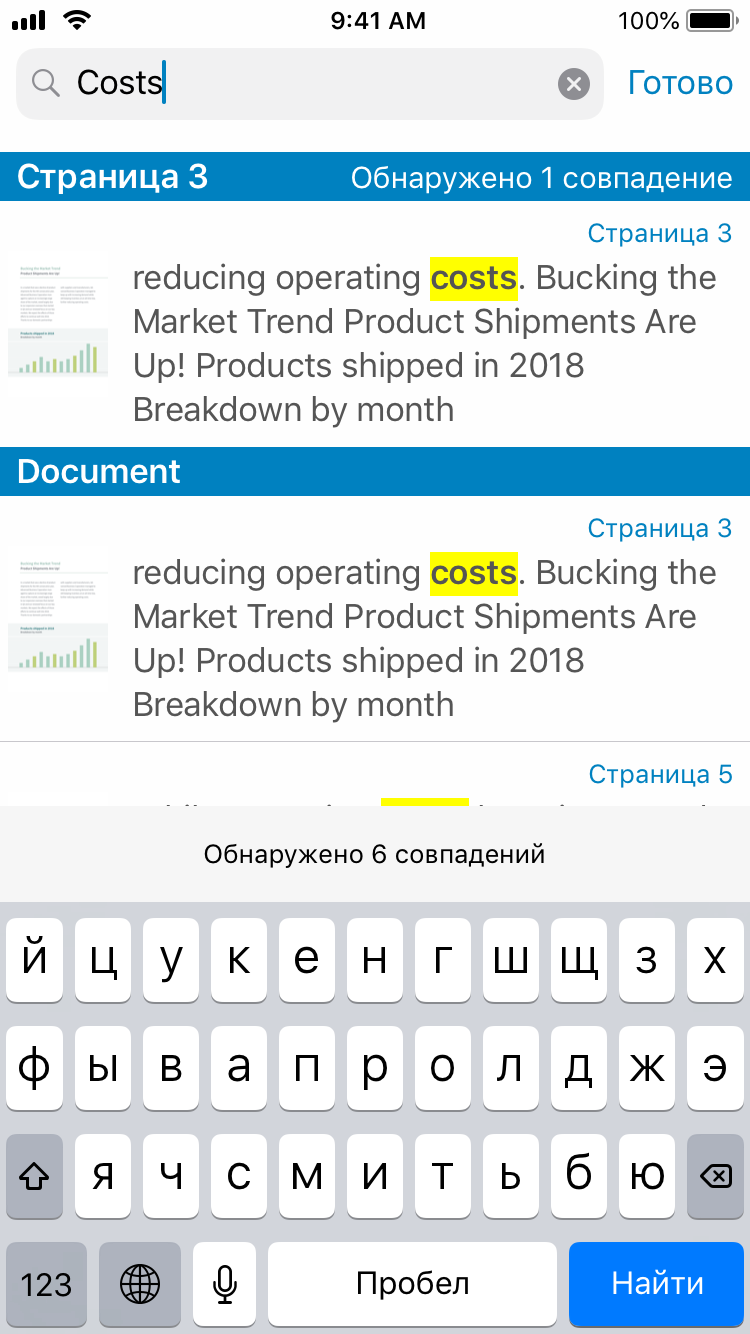 9:41 AM
100%
Costs
Готово
Страница 3
Обнаружено 1 совпадение
Страница 3
reducing operating costs. Bucking the
Market Trend Product Shipments Are
Up! Products shipped in 2018
Breakdown by month
Document
Страница 3
reducing operating costs. Bucking the
Market Trend Product Shipments Are
Up! Products shipped in 2018
Breakdown by month
Страница 5
Обнаружено 6 совпадений
й ц у к е н г ш щ з х
ф ы в а п р о л д ж э
я ч с м и т ь б ю
123
Пробел
Найти